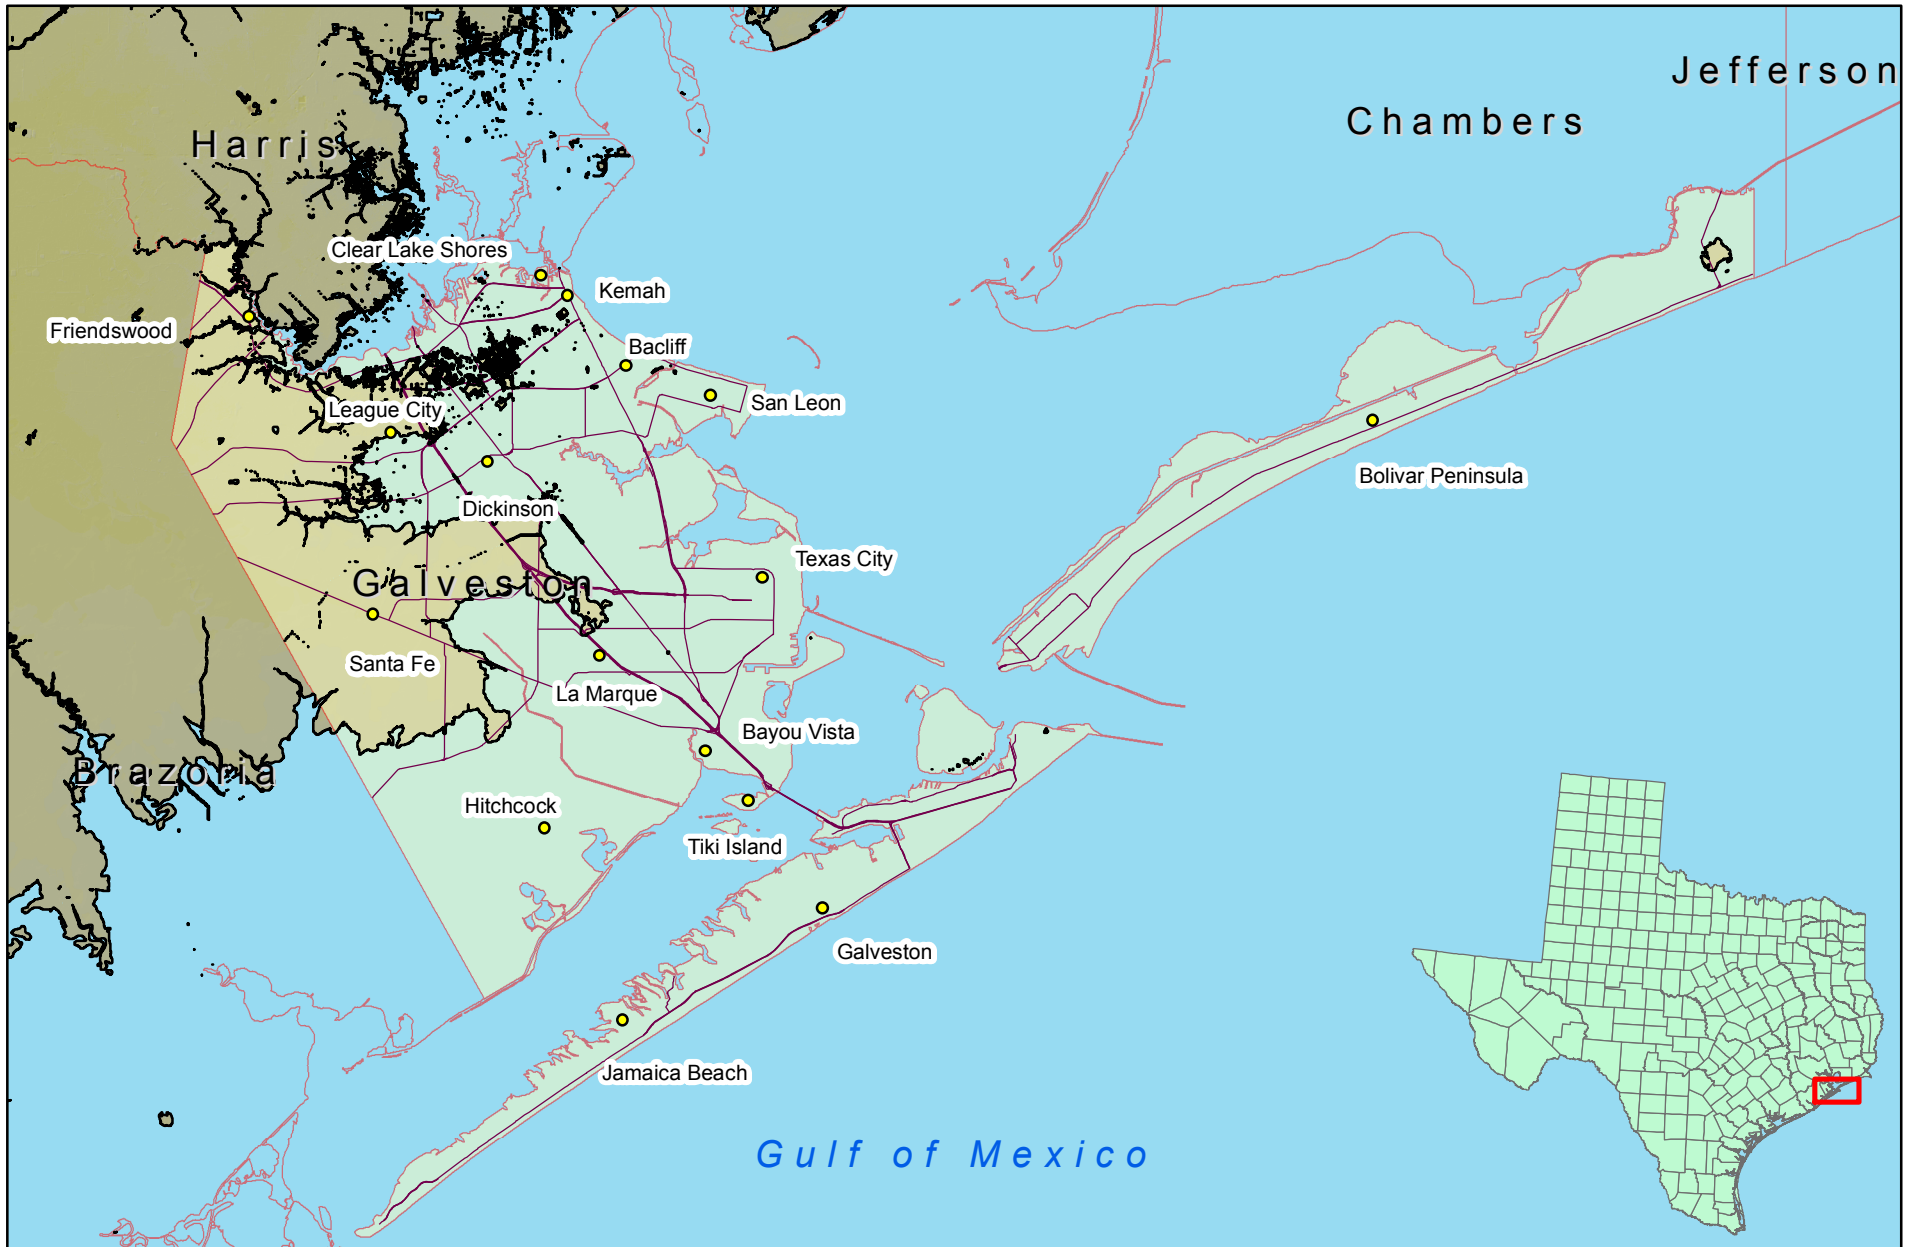 Jefferson
Chambers
Harris
Clear Lake Shores
Kemah
Friendswood
Bacliff
San Leon
League City
Bolivar Peninsula
Dickinson
Texas City
Galveston
Santa Fe
La Marque
Bayou Vista
Brazoria
Hitchcock
Tiki Island
Galveston
Jamaica Beach
Gulf of Mexico